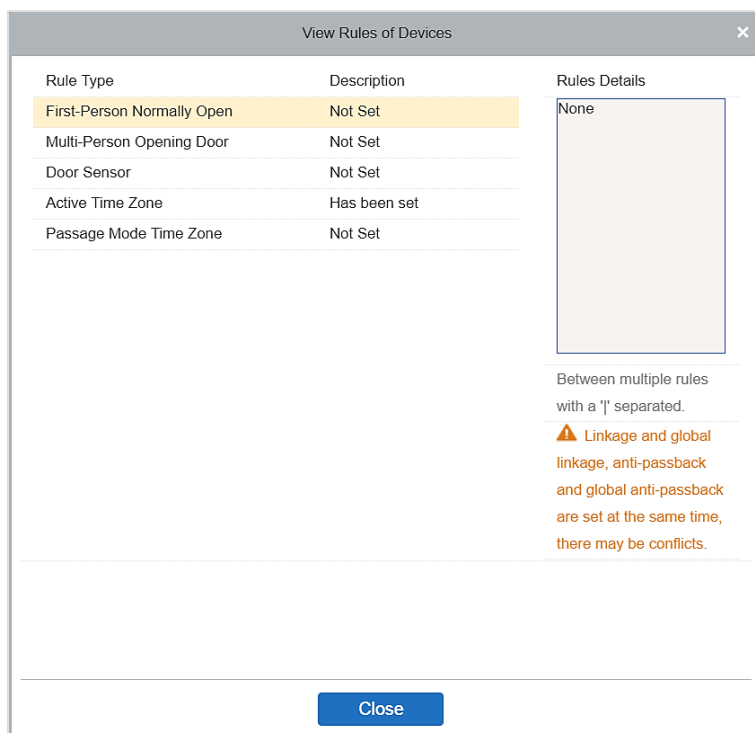 View Rules of Devices
×
Rule Type Description Rules Details
First-Person Normally Open Not Set
Multi-Person Opening Door Not Set
Door Sensor Not Set
Active Time Zone Has been set
Passage Mode Time Zone Not Set
None
Between multiple rules
with a '|' separated.
Linkage and global
linkage, anti-passback
and global anti-passback
are set at the same time,
there may be conflicts.
Close